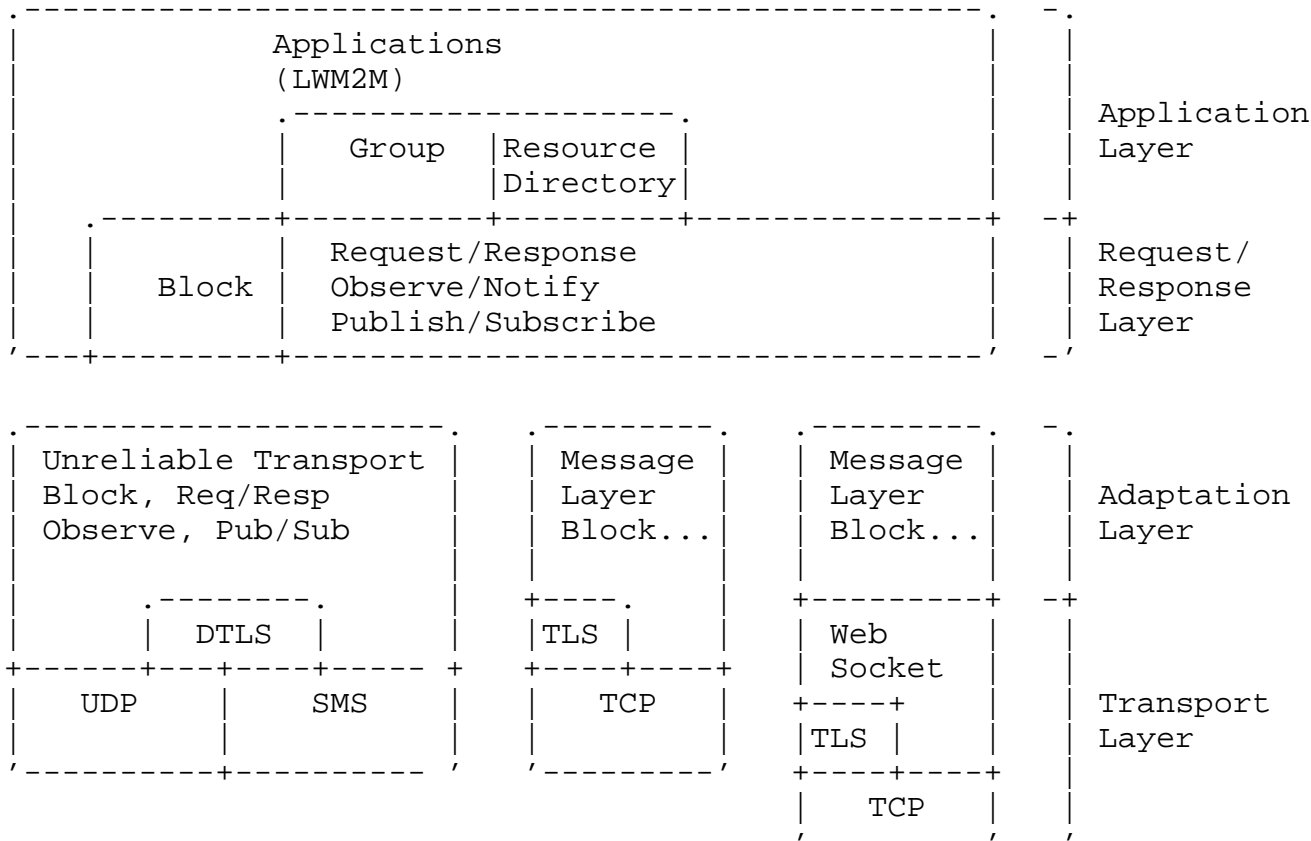 Applications
(LWM2M)
Application
Group Resource Layer
Directory
Request/Response Request/
Block Observe/Notify Response
Publish/Subscribe Layer
Unreliable Transport Message Message
Block, Req/Resp Layer Layer Adaptation
Observe, Pub/Sub Block... Block... Layer
DTLS TLS Web
Socket
UDP SMS TCP Transport
TLS Layer
TCP